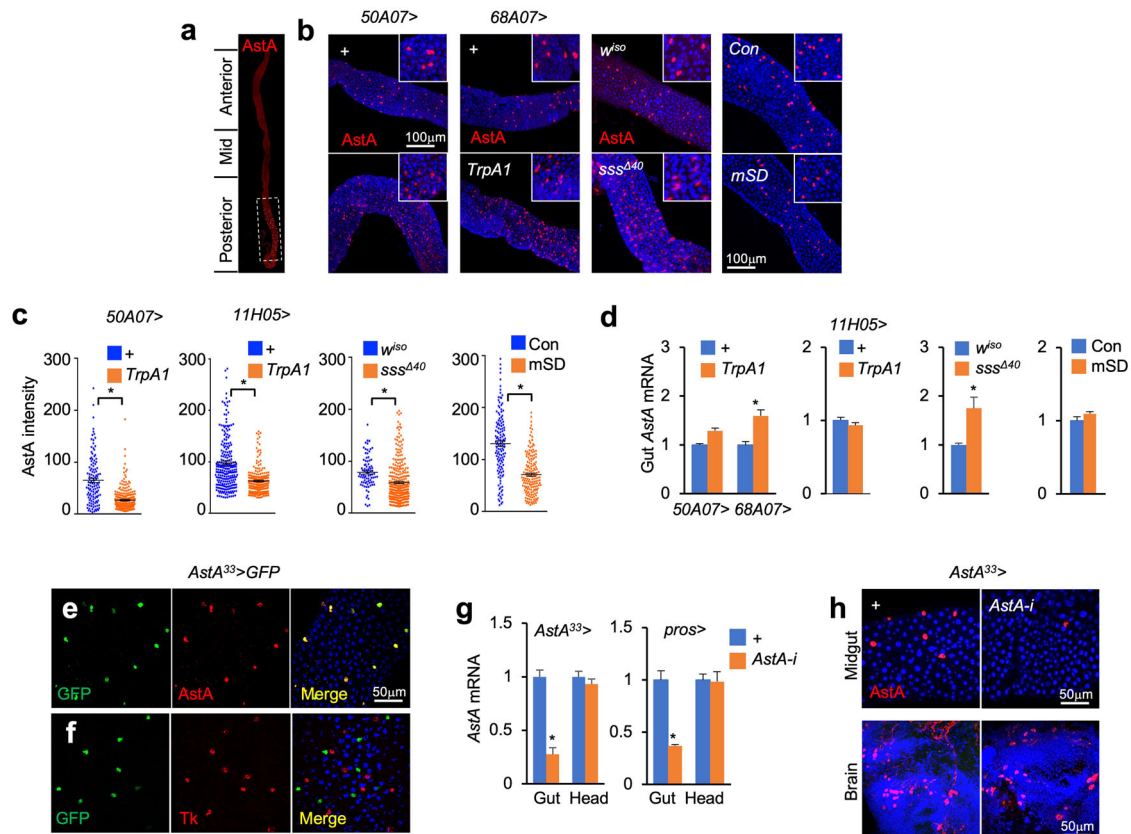 a
AstA
Anterior
Mid
Posterior
b
50A07>
68A07>
+
AstA
100μm
+
AstA
w^iso
AstA
Con
TrpA1
sss^Δ40
mSD
100μm
c
50A07>
11H05>
+
TrpA1
+
TrpA1
w^iso
sss^Δ40
Con
mSD
AstA intensity
300
200
100
0
*
300
200
100
0
*
300
200
100
0
*
300
200
100
0
*
d
11H05>
+
TrpA1
+
TrpA1
w^iso
sss^Δ40
Con
mSD
Gut AstA mRNA
3
2
1
0
*
50A07> 68A07>
2
1
0
3
2
1
0
*
2
1
0
AstA^33>GFP
e
GFP
AstA
Merge
50μm
f
GFP
Tk
Merge
g
AstA^33>
pros>
+
AstA-i
AstA mRNA
1.5
1
0.5
0
*
Gut Head
1.5
1
0.5
0
*
Gut Head
AstA^33>
h
+
AstA-i
Midgut
AstA
50μm
Brain
50μm